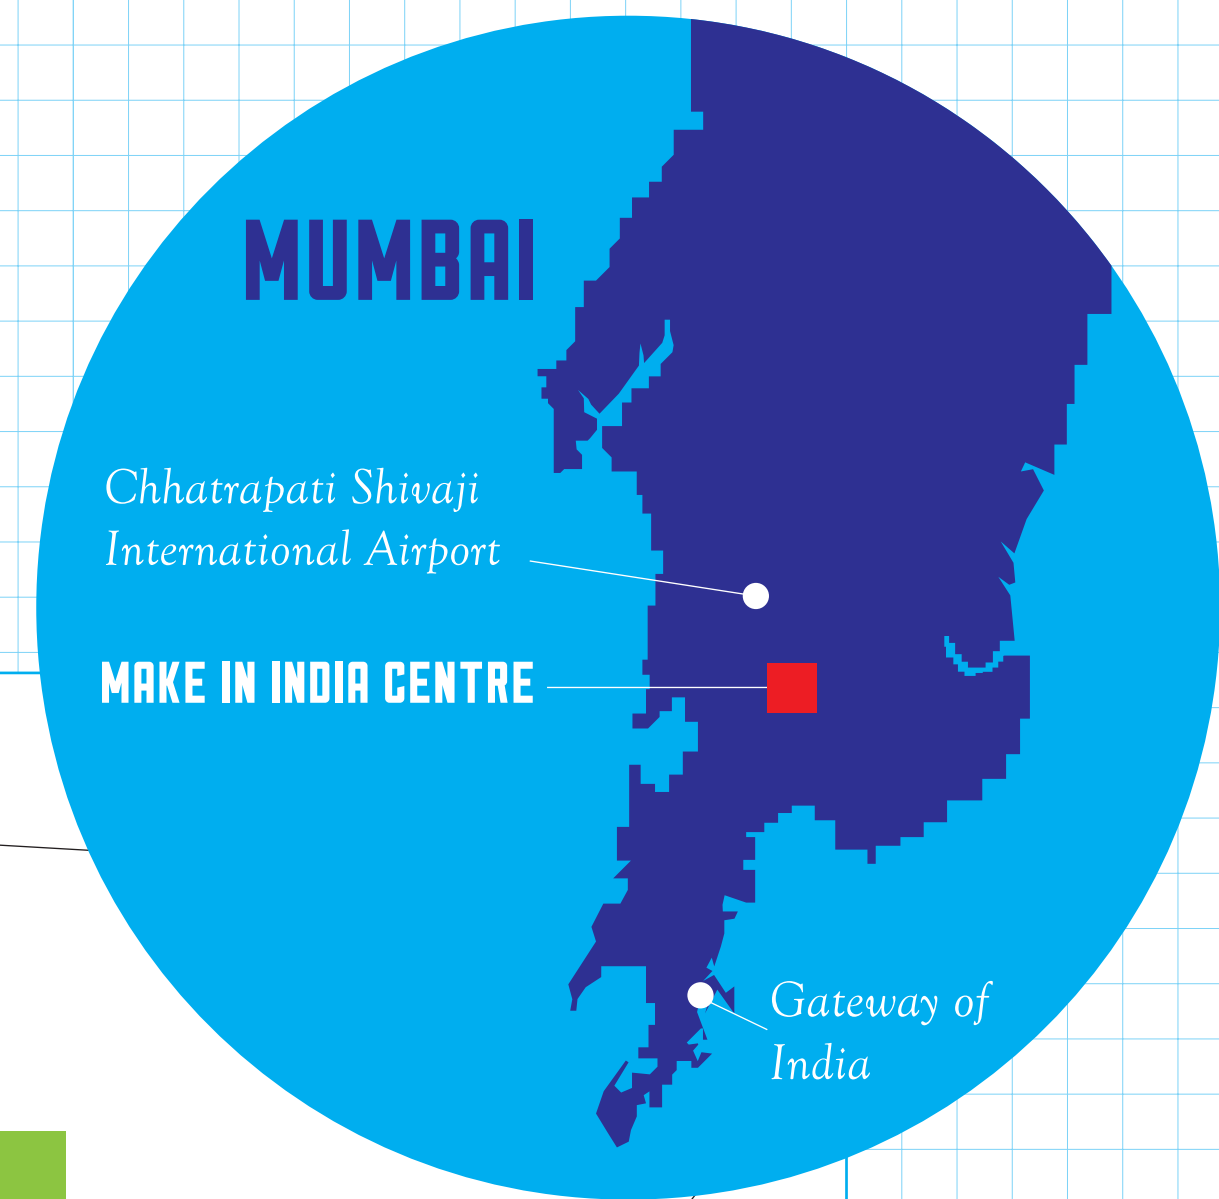 MUMBAI
Chhatrapati Shivaji
International Airport
MAKE IN INDIA CENTRE
Gateway of
India